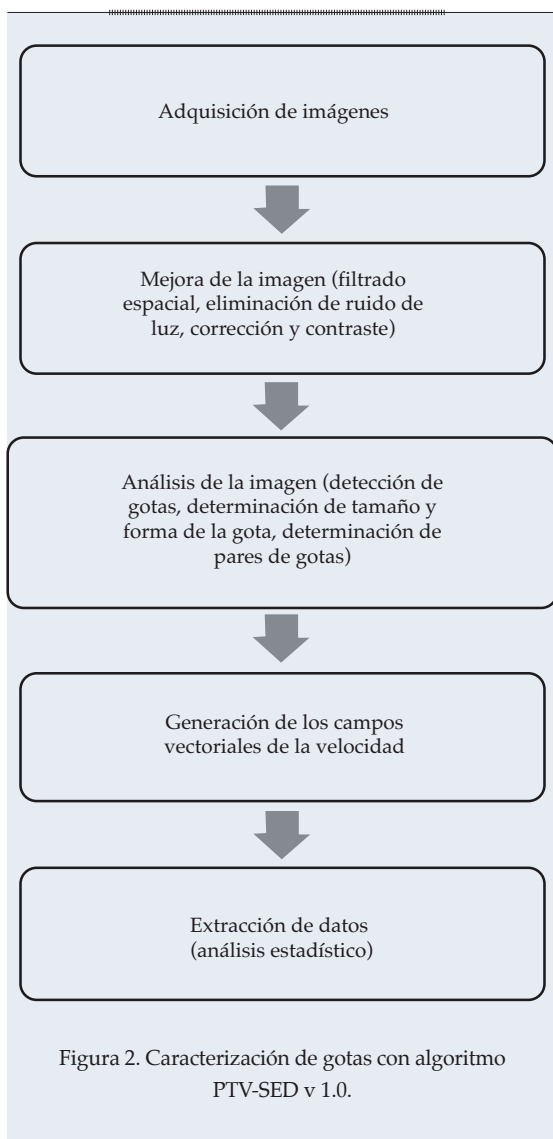 Adquisición de imágenes
Mejora de la imagen (filtrado
espacial, eliminación de ruido de
luz, corrección y contraste)
Análisis de la imagen (detección de
gotas, determinación de tamaño y
forma de la gota, determinación de
pares de gotas)
Generación de los campos
vectoriales de la velocidad
Extracción de datos
(análisis estadístico)
Figura 2. Caracterización de gotas con algoritmo
PTV-SED v 1.0.